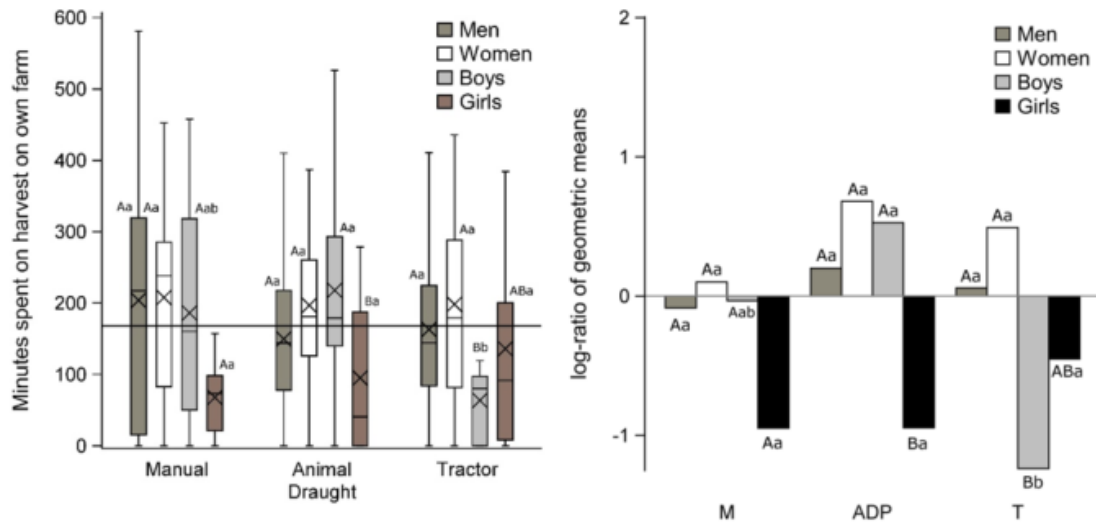 Minutes spent on harvest on own farm
600
500
400
300
200
100
0
Men
Women
Boys
Girls
Aa Aa Aab Aa
Aa Aa Aa Ba
Aa Aa Bb ABa
Manual
Animal Draught
Tractor
log-ratio of geometric means
2
1
0
-1
Men
Women
Boys
Girls
Aa Aa Aab Aa
Aa Aa Aa Ba
Aa Aa Bb ABa
M ADP T